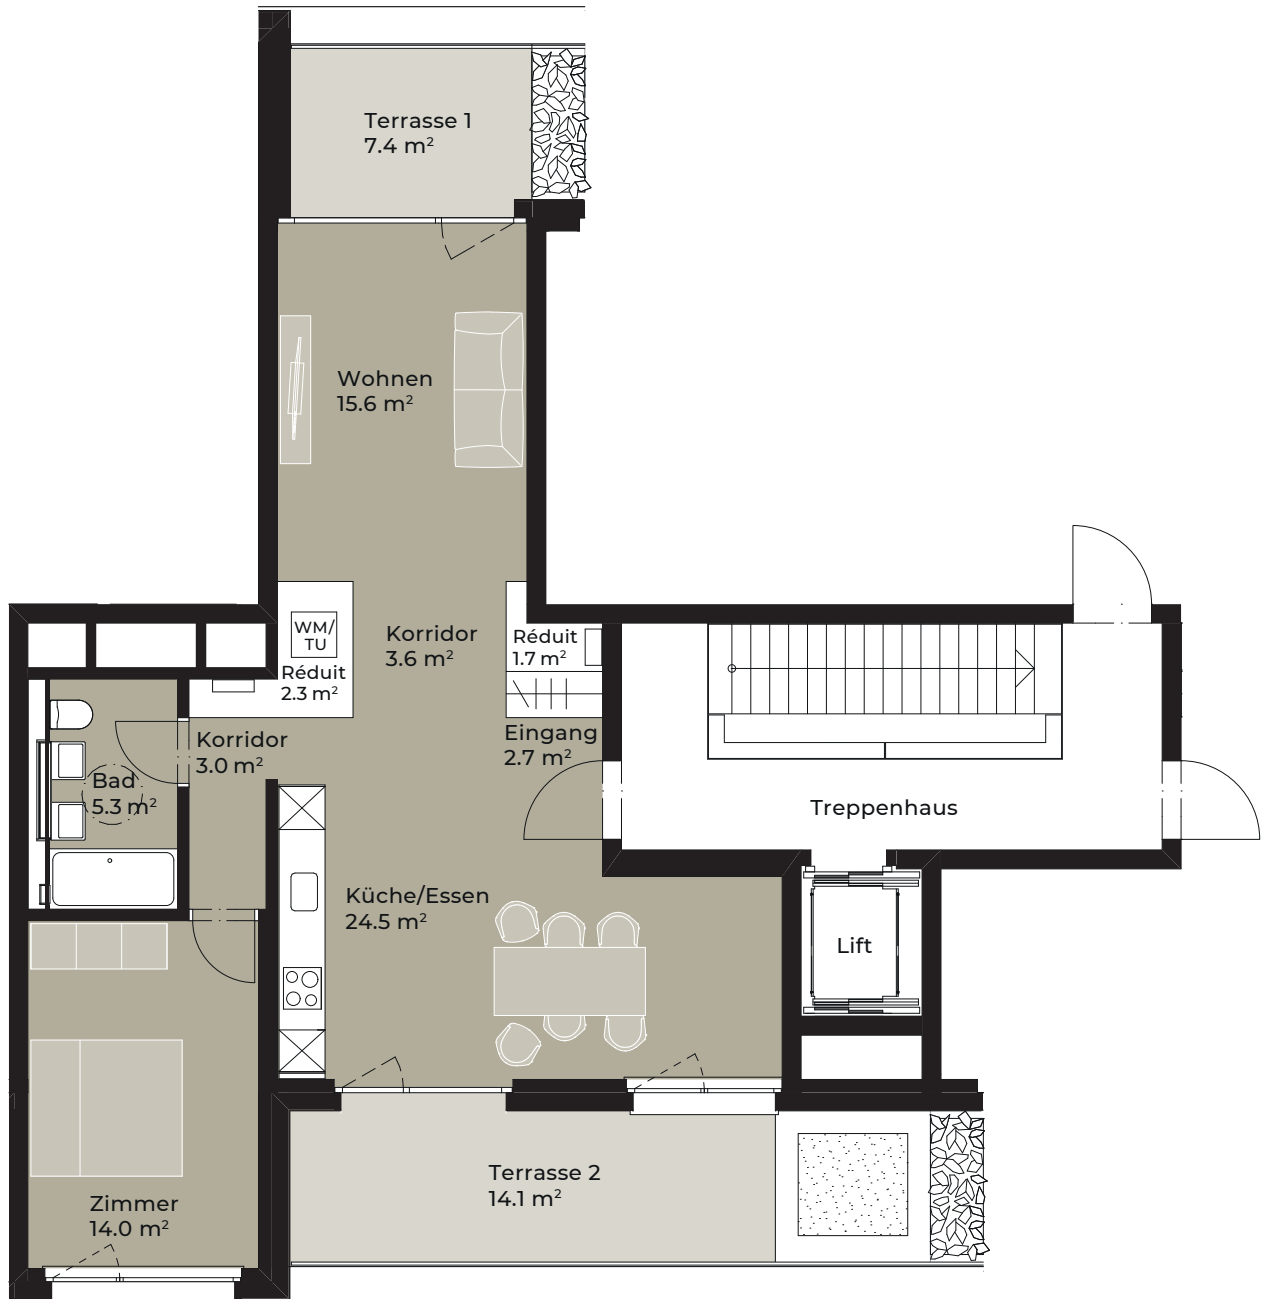 Terrasse 1
7.4 m²
Wohnen
15.6 m²
WM/
TU
Réduit
2.3 m²
Korridor
3.6 m²
Réduit
1.7 m²
Korridor
3.0 m²
Eingang
2.7 m²
Bad
5.3 m²
Treppenhaus
Küche/Essen
24.5 m²
Lift
Zimmer
14.0 m²
Terrasse 2
14.1 m²